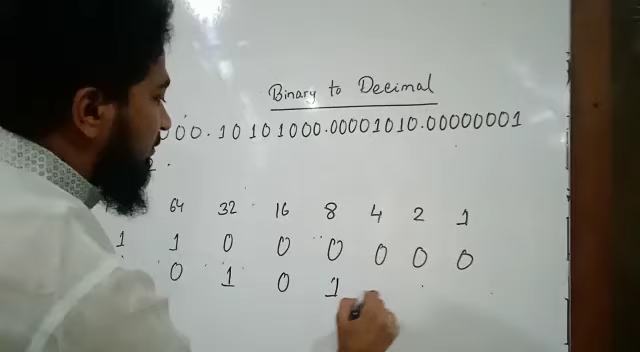 Binary to Decimal
00.10101000.00001010.00000001
64 32 16 8 4 2 1
1 1 0 0 0 0 0 0
0 1 0 1